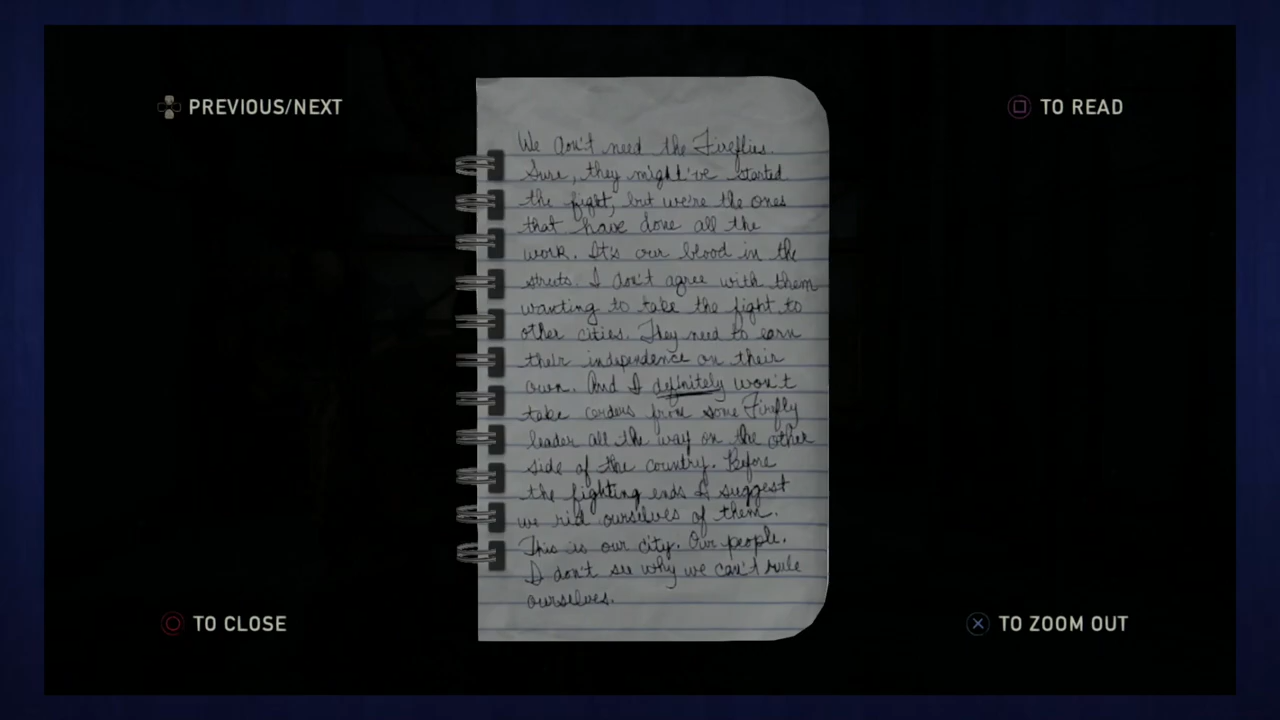 PREVIOUS/NEXT
TO READ
We don't need the Fireflies.
Sure, they might've started
the fight, but we're the ones
that have done all the
work. It's our blood in the
streets. I don't agree with them
wanting to take the fight to
other cities. They need to earn
their independence on their
own. And I definitely won't
take orders from some Firefly
leader all the way on the other
side of the country. Before
the fighting ends I suggest
we rid ourselves of them.
This is our city. Our people.
I don't see why we can't rule
ourselves.
TO CLOSE
TO ZOOM OUT